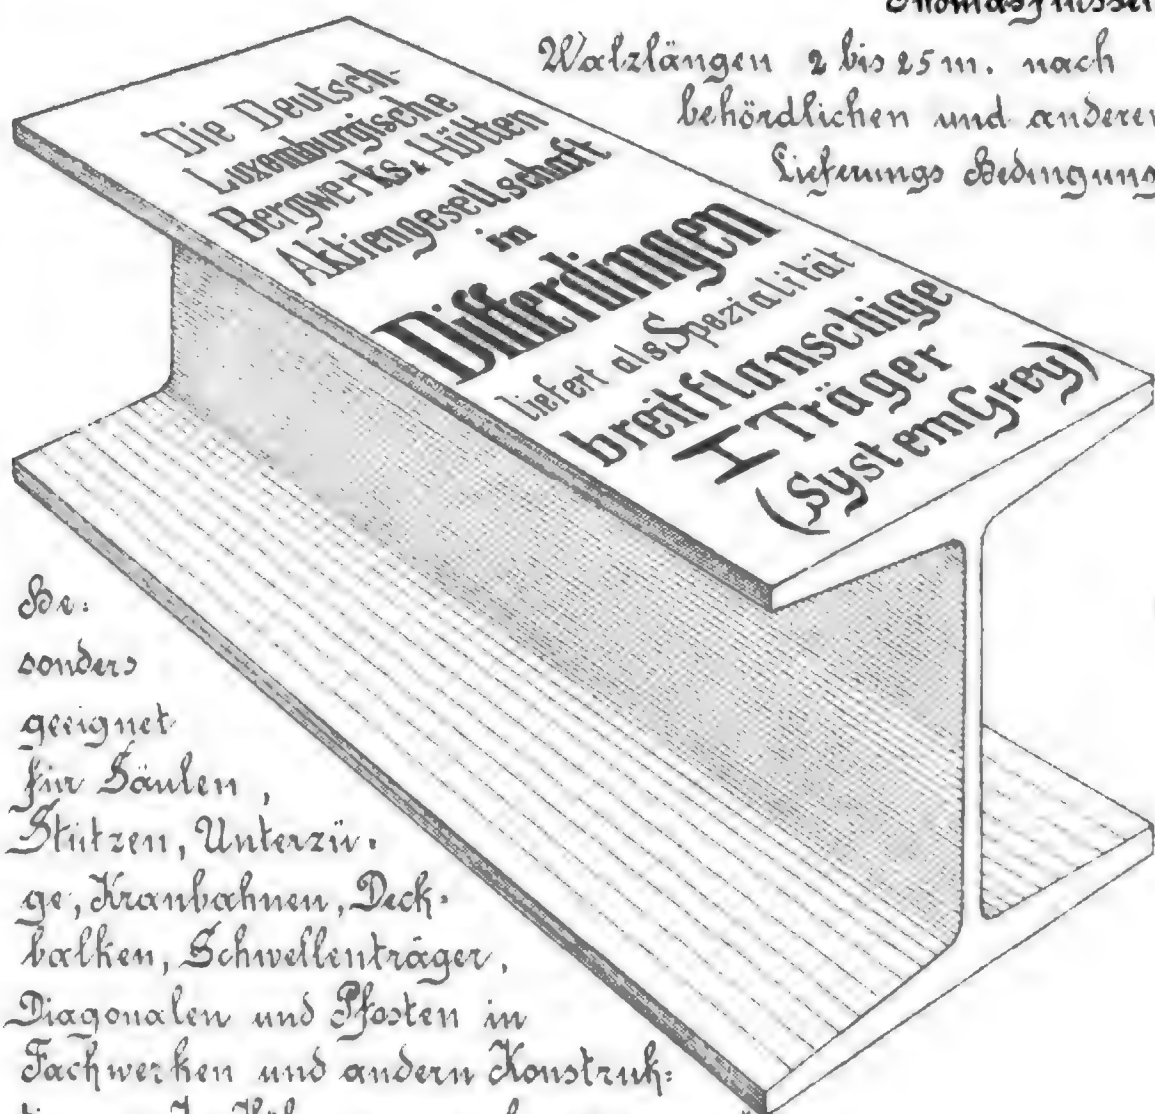 Walzlängen 2 bis 25 m. nach
behördlichen und anderen
Lieferungs Bedingung
Die Deutsch-
Luxemburgische
Bergwerks & Hütten
Aktiengesellschaft
in
Differdingen
liefert als Spezialität
breitflanschige
I Träger
(System Grey)
Be:
sonders
geeignet
für Säulen,
Stützen, Unterzü-
ge, Kranbahnen, Deck-
balken, Schwellenträger,
Diagonalen und Pfosten in
Fachwerken und andern Konstruk: